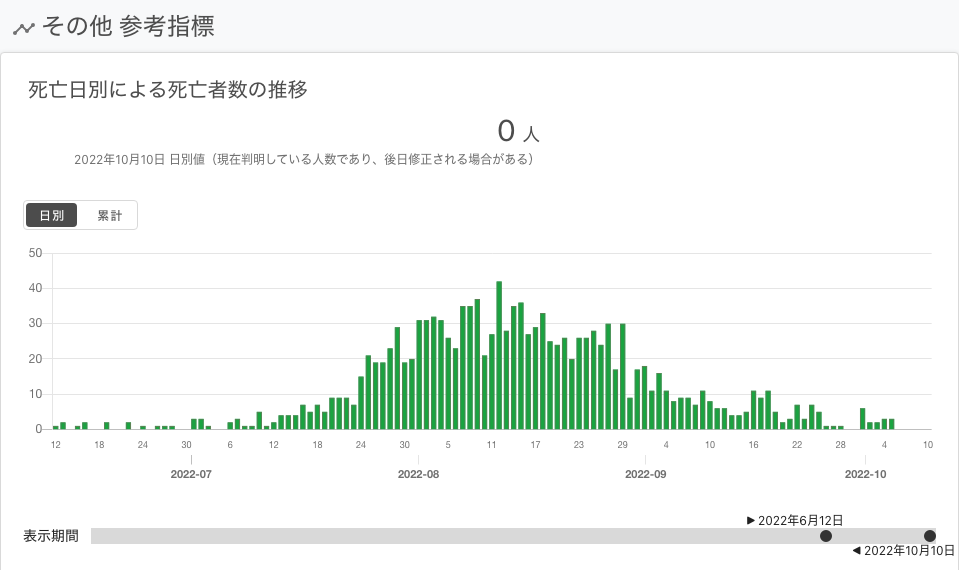 その他 参考指標
死亡日別による死亡者数の推移
0 人
2022年10月10日 日別値（現在判明している人数であり、後日修正される場合がある）
日別 累計
50
40
30
20
10
0
12 18 24 30 6 12 18 24 30 5 11 17 23 29 4 10 16 22 28 4 10
2022-07 2022-08 2022-09 2022-10
▶ 2022年6月12日
表示期間
◀ 2022年10月10日